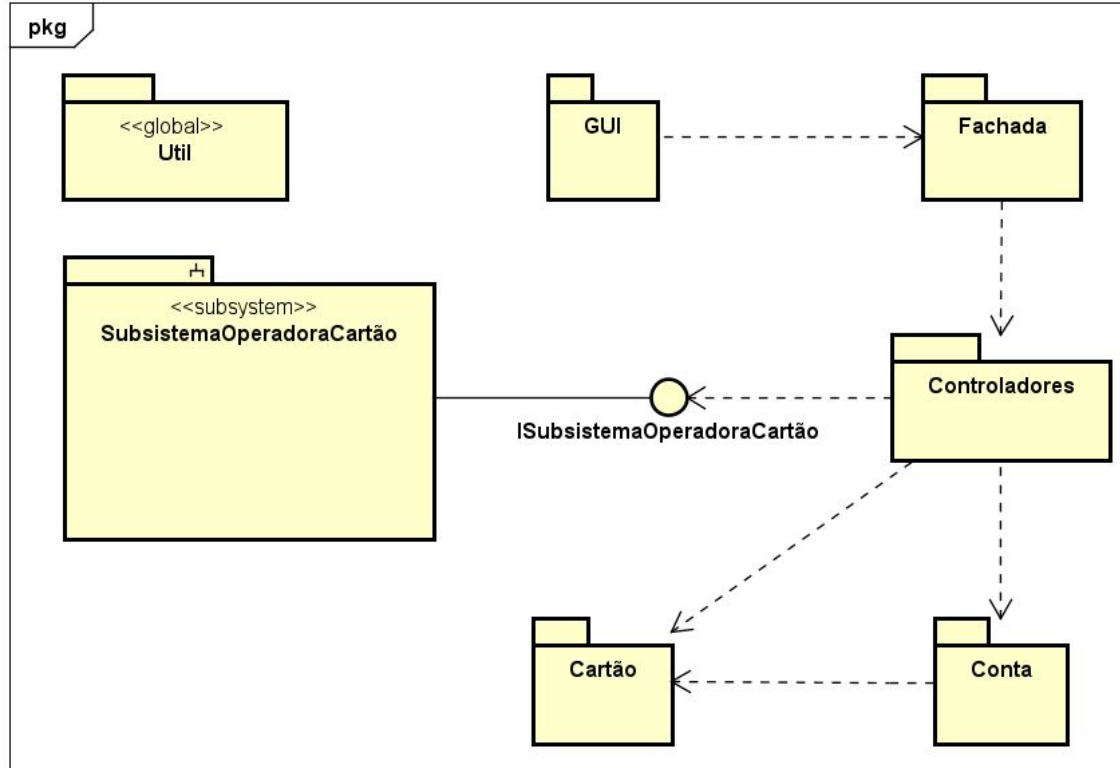 pkg
<<global>>
Util
GUI
Fachada
<<subsystem>>
SubsistemaOperadoraCartão
Controladores
ISubsistemaOperadoraCartão
Cartão
Conta